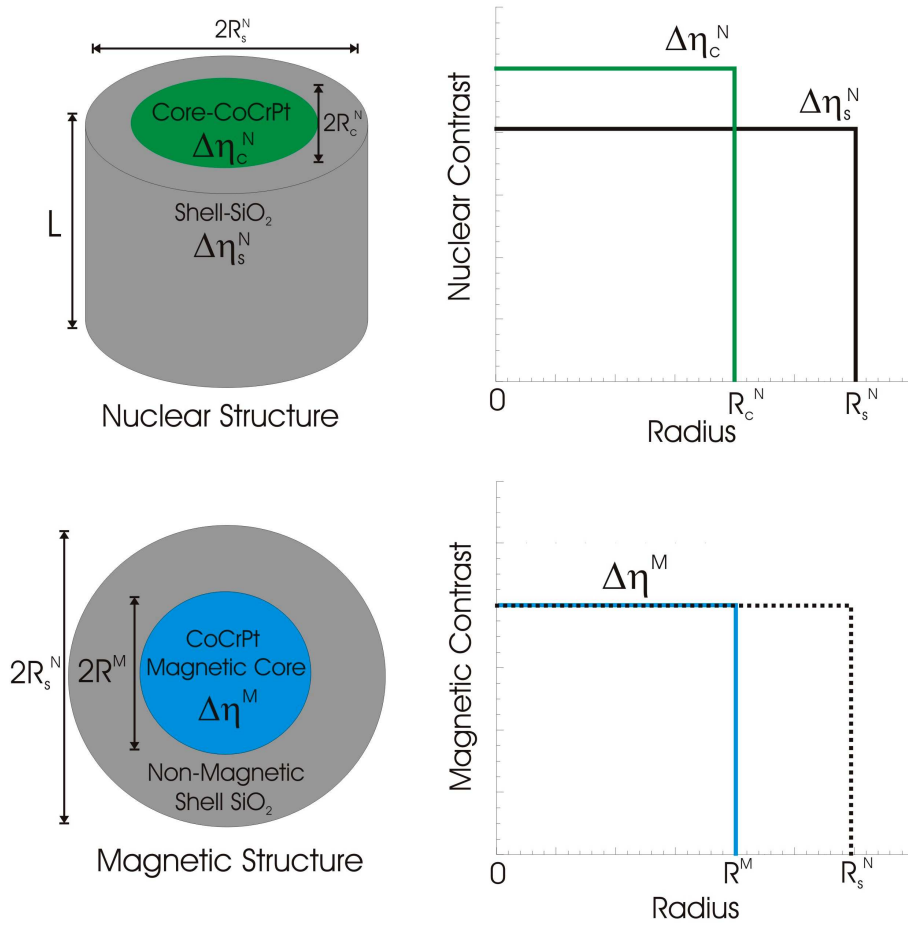 2R_s^N
Core-CoCrPt
Δη_c^N
2R_c^N
L
Shell-SiO₂
Δη_s^N
Nuclear Structure
Nuclear Contrast
Δη_c^N
Δη_s^N
0
R_c^N
R_s^N
Radius
2R_s^N
2R^M
CoCrPt
Magnetic Core
Δη^M
Non-Magnetic
Shell SiO₂
Magnetic Structure
Magnetic Contrast
Δη^M
0
R^M
R_s^N
Radius